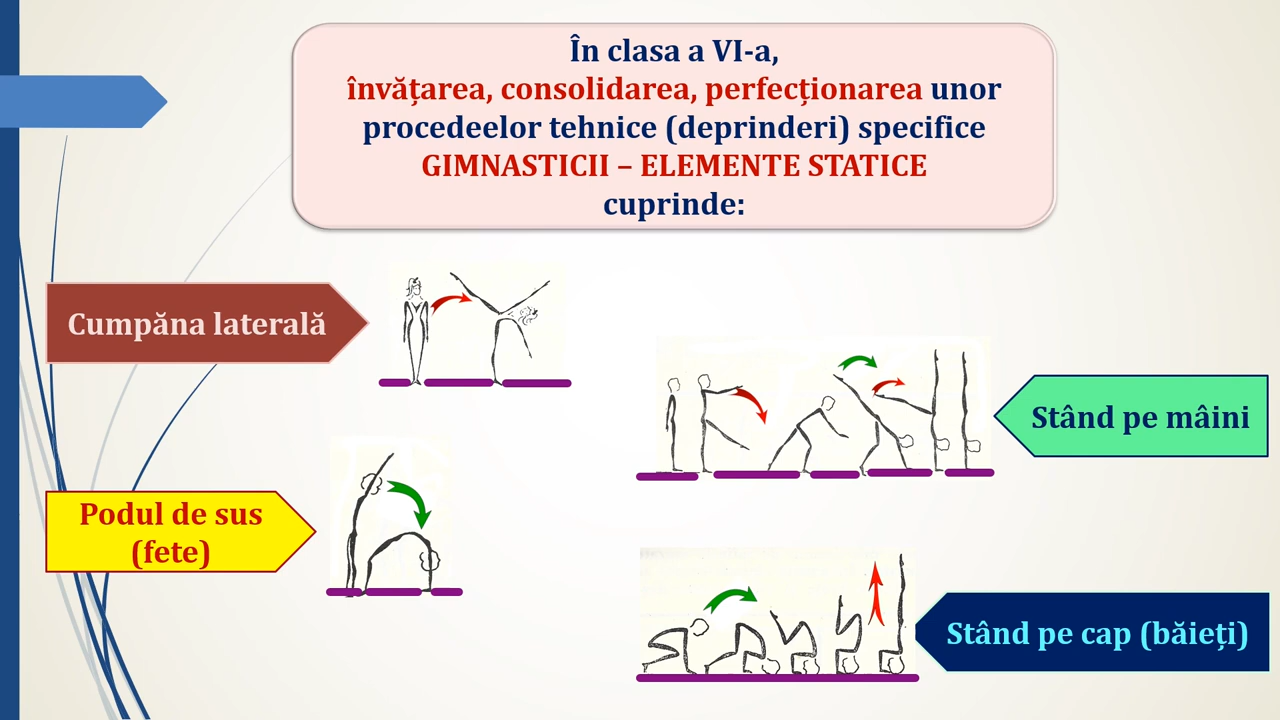 În clasa a VI-a,
învățarea, consolidarea, perfecționarea unor
procedeelor tehnice (deprinderi) specifice
GIMNASTICII – ELEMENTE STATICE
cuprinde:
Cumpăna laterală
Stând pe mâini
Podul de sus
(fete)
Stând pe cap (băieți)